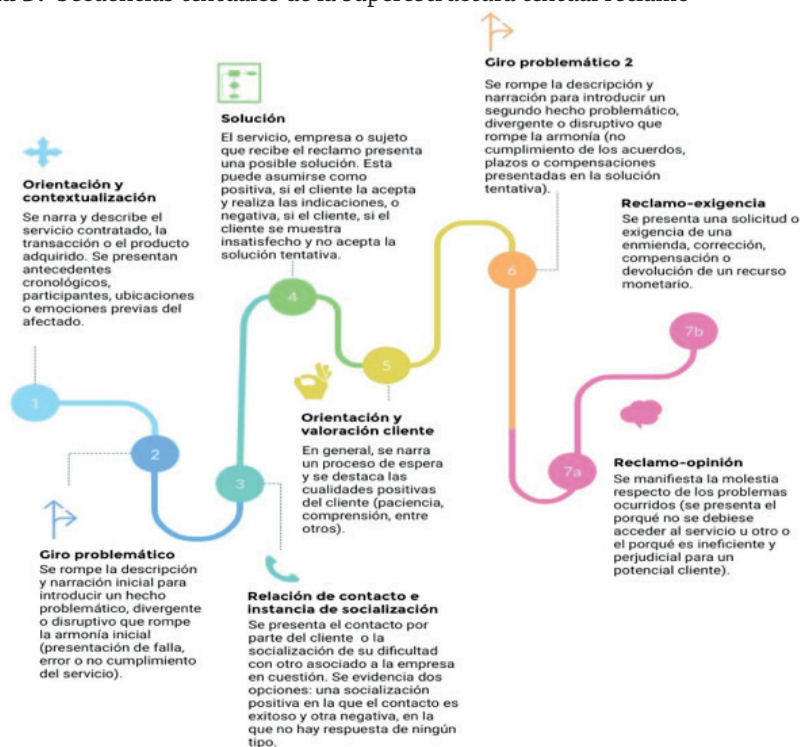 Secuencias textuales de la superestructura textual reclamo
1
Orientación y
contextualización
Se narra y describe el
servicio contratado, la
transacción o el producto
adquirido. Se presentan
antecedentes
cronológicos,
participantes, ubicaciones
o emociones previas del
afectado.
2
Giro problemático
Se rompe la descripción
y narración inicial para
introducir un hecho
problemático, divergente
o disruptivo que rompe
la armonía inicial
(presentación de falla,
error o no cumplimiento
del servicio).
3
Relación de contacto e
instancia de socialización
Se presenta el contacto por
parte del cliente o la
socialización de su dificultad
con otro asociado a la empresa
en cuestión. Se evidencia dos
opciones: una socialización
positiva en la que el contacto es
exitoso y otra negativa, en la
que no hay respuesta de ningún
tipo.
4
Solución
El servicio, empresa o sujeto
que recibe el reclamo presenta
una posible solución. Esta
puede asumirse como
positiva, si el cliente la acepta
y realiza las indicaciones, o
negativa, si el cliente, si el
cliente se muestra
insatisfecho y no acepta la
solución tentativa.
5
Orientación y
valoración cliente
En general, se narra
un proceso de espera
y se destaca las
cualidades positivas
del cliente (paciencia,
comprensión, entre
otros).
6
Giro problemático 2
Se rompe la descripción y
narración para introducir un
segundo hecho problemático,
divergente o disruptivo que
rompe la armonía (no
cumplimiento de los acuerdos,
plazos o compensaciones
presentadas en la solución
tentativa).
7a
Reclamo-opinión
Se manifiesta la molestia
respecto de los problemas
ocurridos (se presenta el
porqué no se debiese
acceder al servicio u otro o
el porqué es ineficiente y
perjudicial para un
potencial cliente).
7b
Reclamo-exigencia
Se presenta una solicitud o
exigencia de una
enmienda, corrección,
compensación o
devolución de un recurso
monetario.